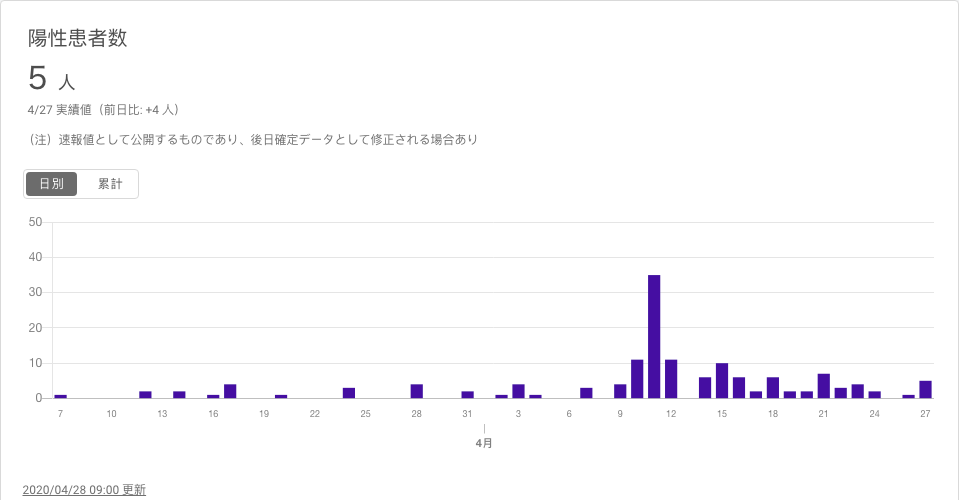 陽性患者数
5 人
4/27 実績値（前日比: +4 人）
（注）速報値として公開するものであり、後日確定データとして修正される場合あり
日別 累計
50
40
30
20
10
0
7 10 13 16 19 22 25 28 31 3 6 9 12 15 18 21 24 27
4月
2020/04/28 09:00 更新